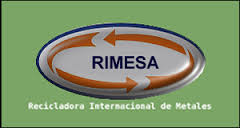 RIMESA
Recicladora Internacional de Metales